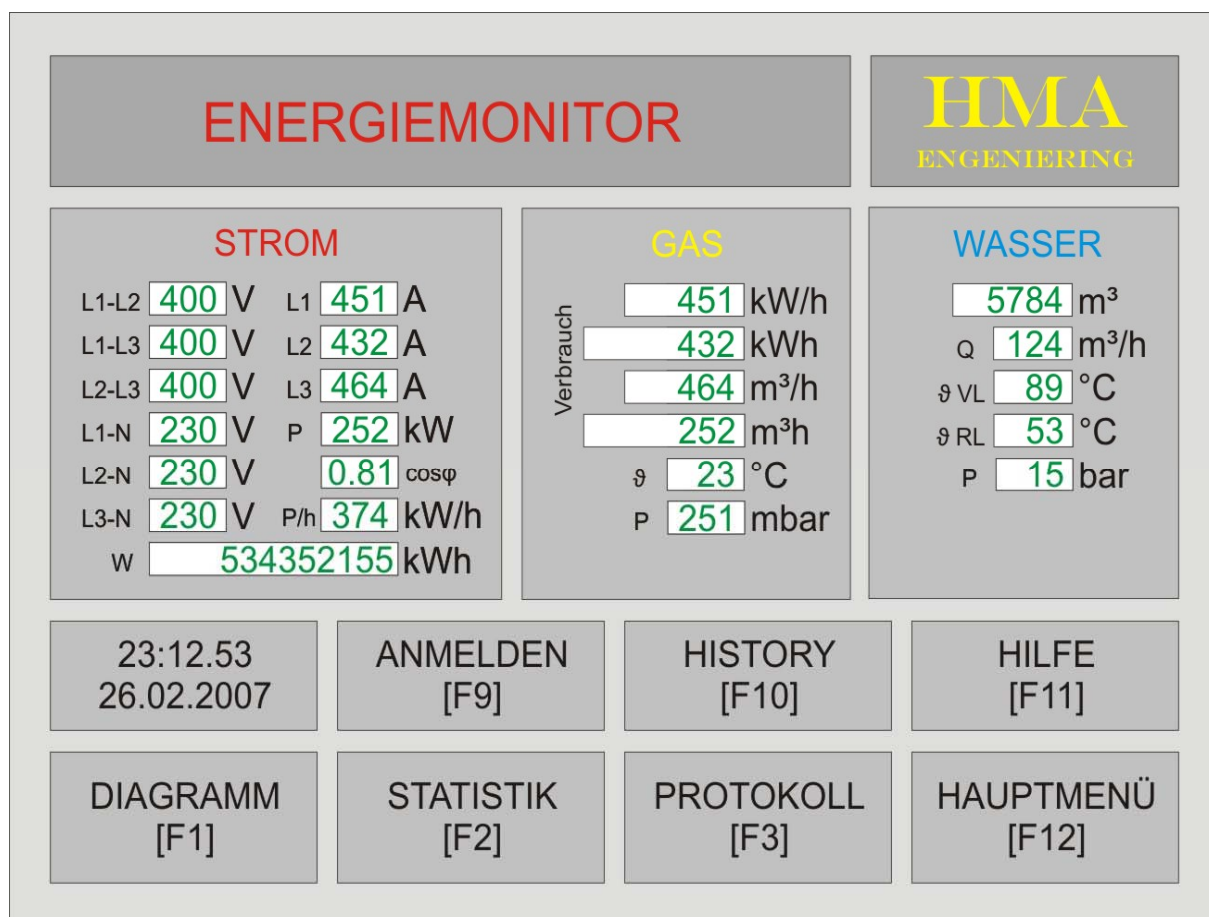 ENERGIEMONITOR
HMA
ENGENIERING
STROM
L1-L2 400 V L1 451 A
L1-L3 400 V L2 432 A
L2-L3 400 V L3 464 A
L1-N 230 V P 252 kW
L2-N 230 V 0.81 cosφ
L3-N 230 V P/h 374 kW/h
W 534352155 kWh
GAS
Verbrauch
451 kW/h
432 kWh
464 m³/h
252 m³h
ϑ 23 °C
P 251 mbar
WASSER
5784 m³
Q 124 m³/h
ϑ VL 89 °C
ϑ RL 53 °C
P 15 bar
23:12.53
26.02.2007
ANMELDEN
[F9]
HISTORY
[F10]
HILFE
[F11]
DIAGRAMM
[F1]
STATISTIK
[F2]
PROTOKOLL
[F3]
HAUPTMENÜ
[F12]